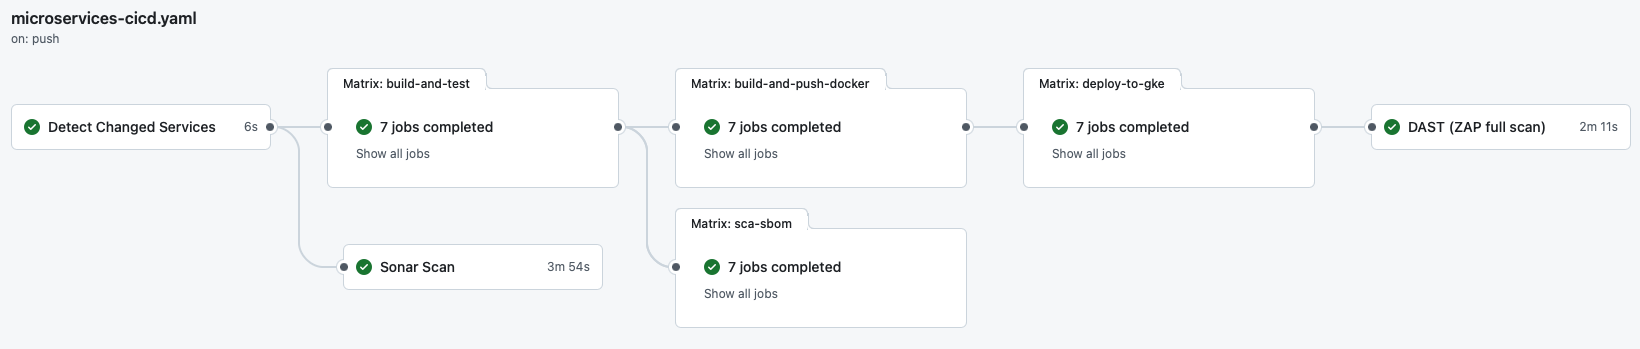 microservices-cicd.yaml
on: push
Matrix: build-and-test
Matrix: build-and-push-docker
Matrix: deploy-to-gke
Detect Changed Services 6s
7 jobs completed
Show all jobs
7 jobs completed
Show all jobs
7 jobs completed
Show all jobs
DAST (ZAP full scan) 2m 11s
Matrix: sca-sbom
Sonar Scan 3m 54s
7 jobs completed
Show all jobs